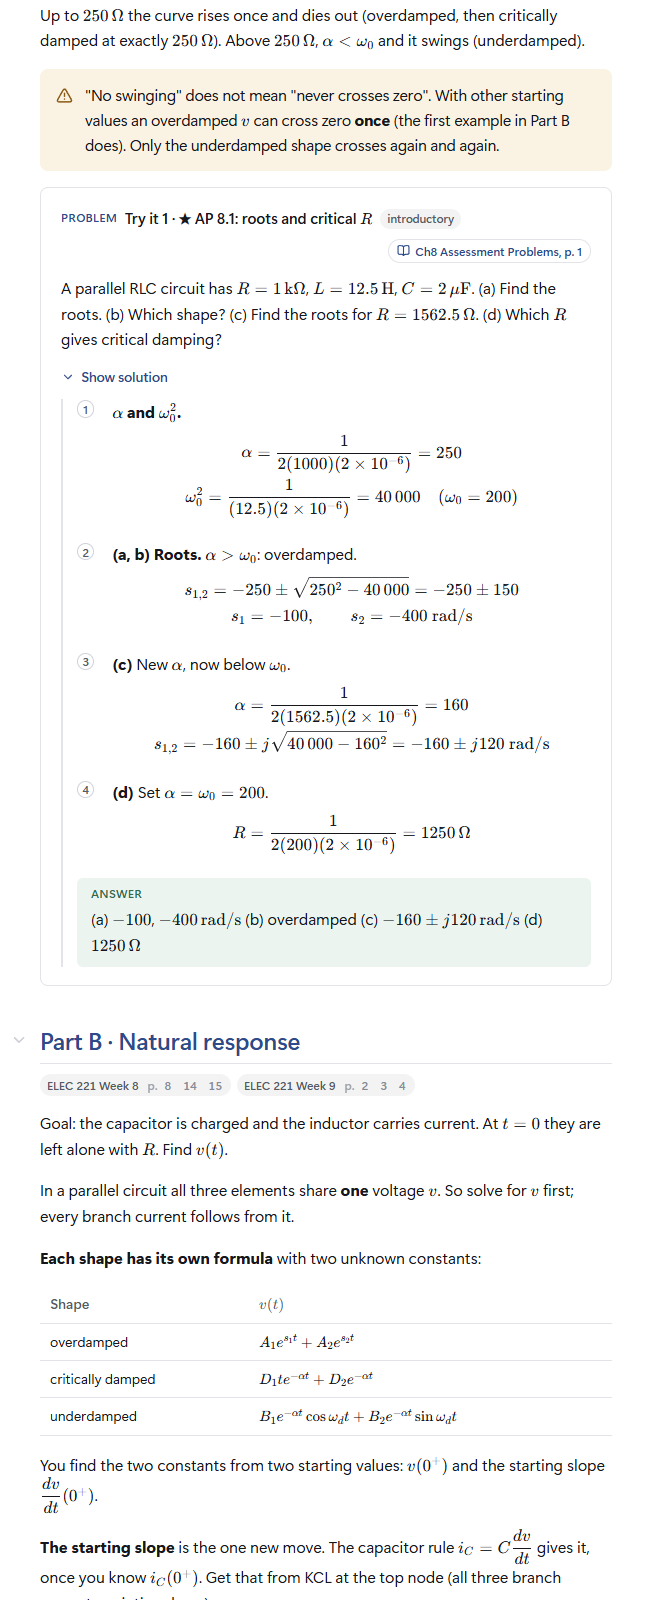 Up to 250 Ω the curve rises once and dies out (overdamped, then critically
damped at exactly 250 Ω). Above 250 Ω, α < ω₀ and it swings (underdamped).
"No swinging" does not mean "never crosses zero". With other starting
values an overdamped v can cross zero once (the first example in Part B
does). Only the underdamped shape crosses again and again.
PROBLEM Try it 1 · ★ AP 8.1: roots and critical R introductory
Ch8 Assessment Problems, p. 1
A parallel RLC circuit has R = 1 kΩ, L = 12.5 H, C = 2 μF. (a) Find the
roots. (b) Which shape? (c) Find the roots for R = 1562.5 Ω. (d) Which R
gives critical damping?
Show solution
1 α and ω₀².
α = 1 / (2(1000)(2 × 10⁻⁶)) = 250
ω₀² = 1 / ((12.5)(2 × 10⁻⁶)) = 40 000 (ω₀ = 200)
2 (a, b) Roots. α > ω₀: overdamped.
s₁,₂ = −250 ± √(250² − 40 000) = −250 ± 150
s₁ = −100, s₂ = −400 rad/s
3 (c) New α, now below ω₀.
α = 1 / (2(1562.5)(2 × 10⁻⁶)) = 160
s₁,₂ = −160 ± j√(40 000 − 160²) = −160 ± j120 rad/s
4 (d) Set α = ω₀ = 200.
R = 1 / (2(200)(2 × 10⁻⁶)) = 1250 Ω
ANSWER
(a) −100, −400 rad/s (b) overdamped (c) −160 ± j120 rad/s (d)
1250 Ω
Part B · Natural response
ELEC 221 Week 8 p. 8 14 15 ELEC 221 Week 9 p. 2 3 4
Goal: the capacitor is charged and the inductor carries current. At t = 0 they are
left alone with R. Find v(t).
In a parallel circuit all three elements share one voltage v. So solve for v first;
every branch current follows from it.
Each shape has its own formula with two unknown constants:
Shape v(t)
overdamped A₁e^(s₁t) + A₂e^(s₂t)
critically damped D₁te^(−αt) + D₂e^(−αt)
underdamped B₁e^(−αt) cos ω_d t + B₂e^(−αt) sin ω_d t
You find the two constants from two starting values: v(0⁺) and the starting slope
dv/dt (0⁺).
The starting slope is the one new move. The capacitor rule i_C = C dv/dt gives it,
once you know i_C(0⁺). Get that from KCL at the top node (all three branch